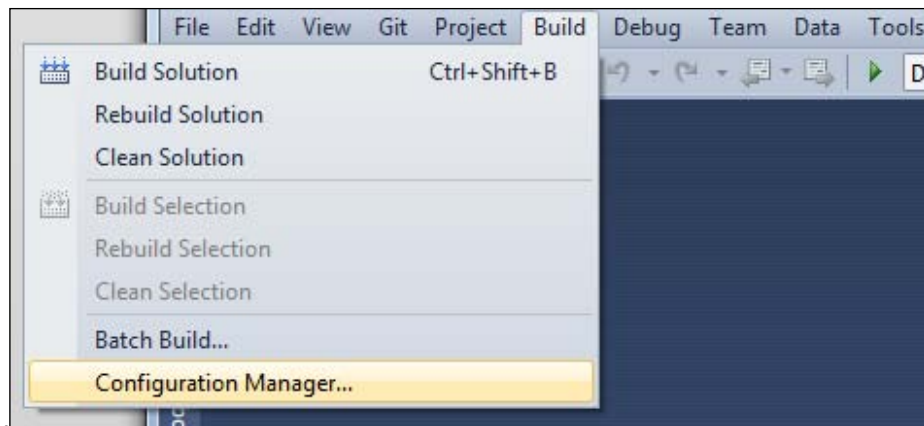 File Edit View Git Project Build Debug Team Data Tools
Build Solution Ctrl+Shift+B
Rebuild Solution
Clean Solution
Build Selection
Rebuild Selection
Clean Selection
Batch Build...
Configuration Manager...